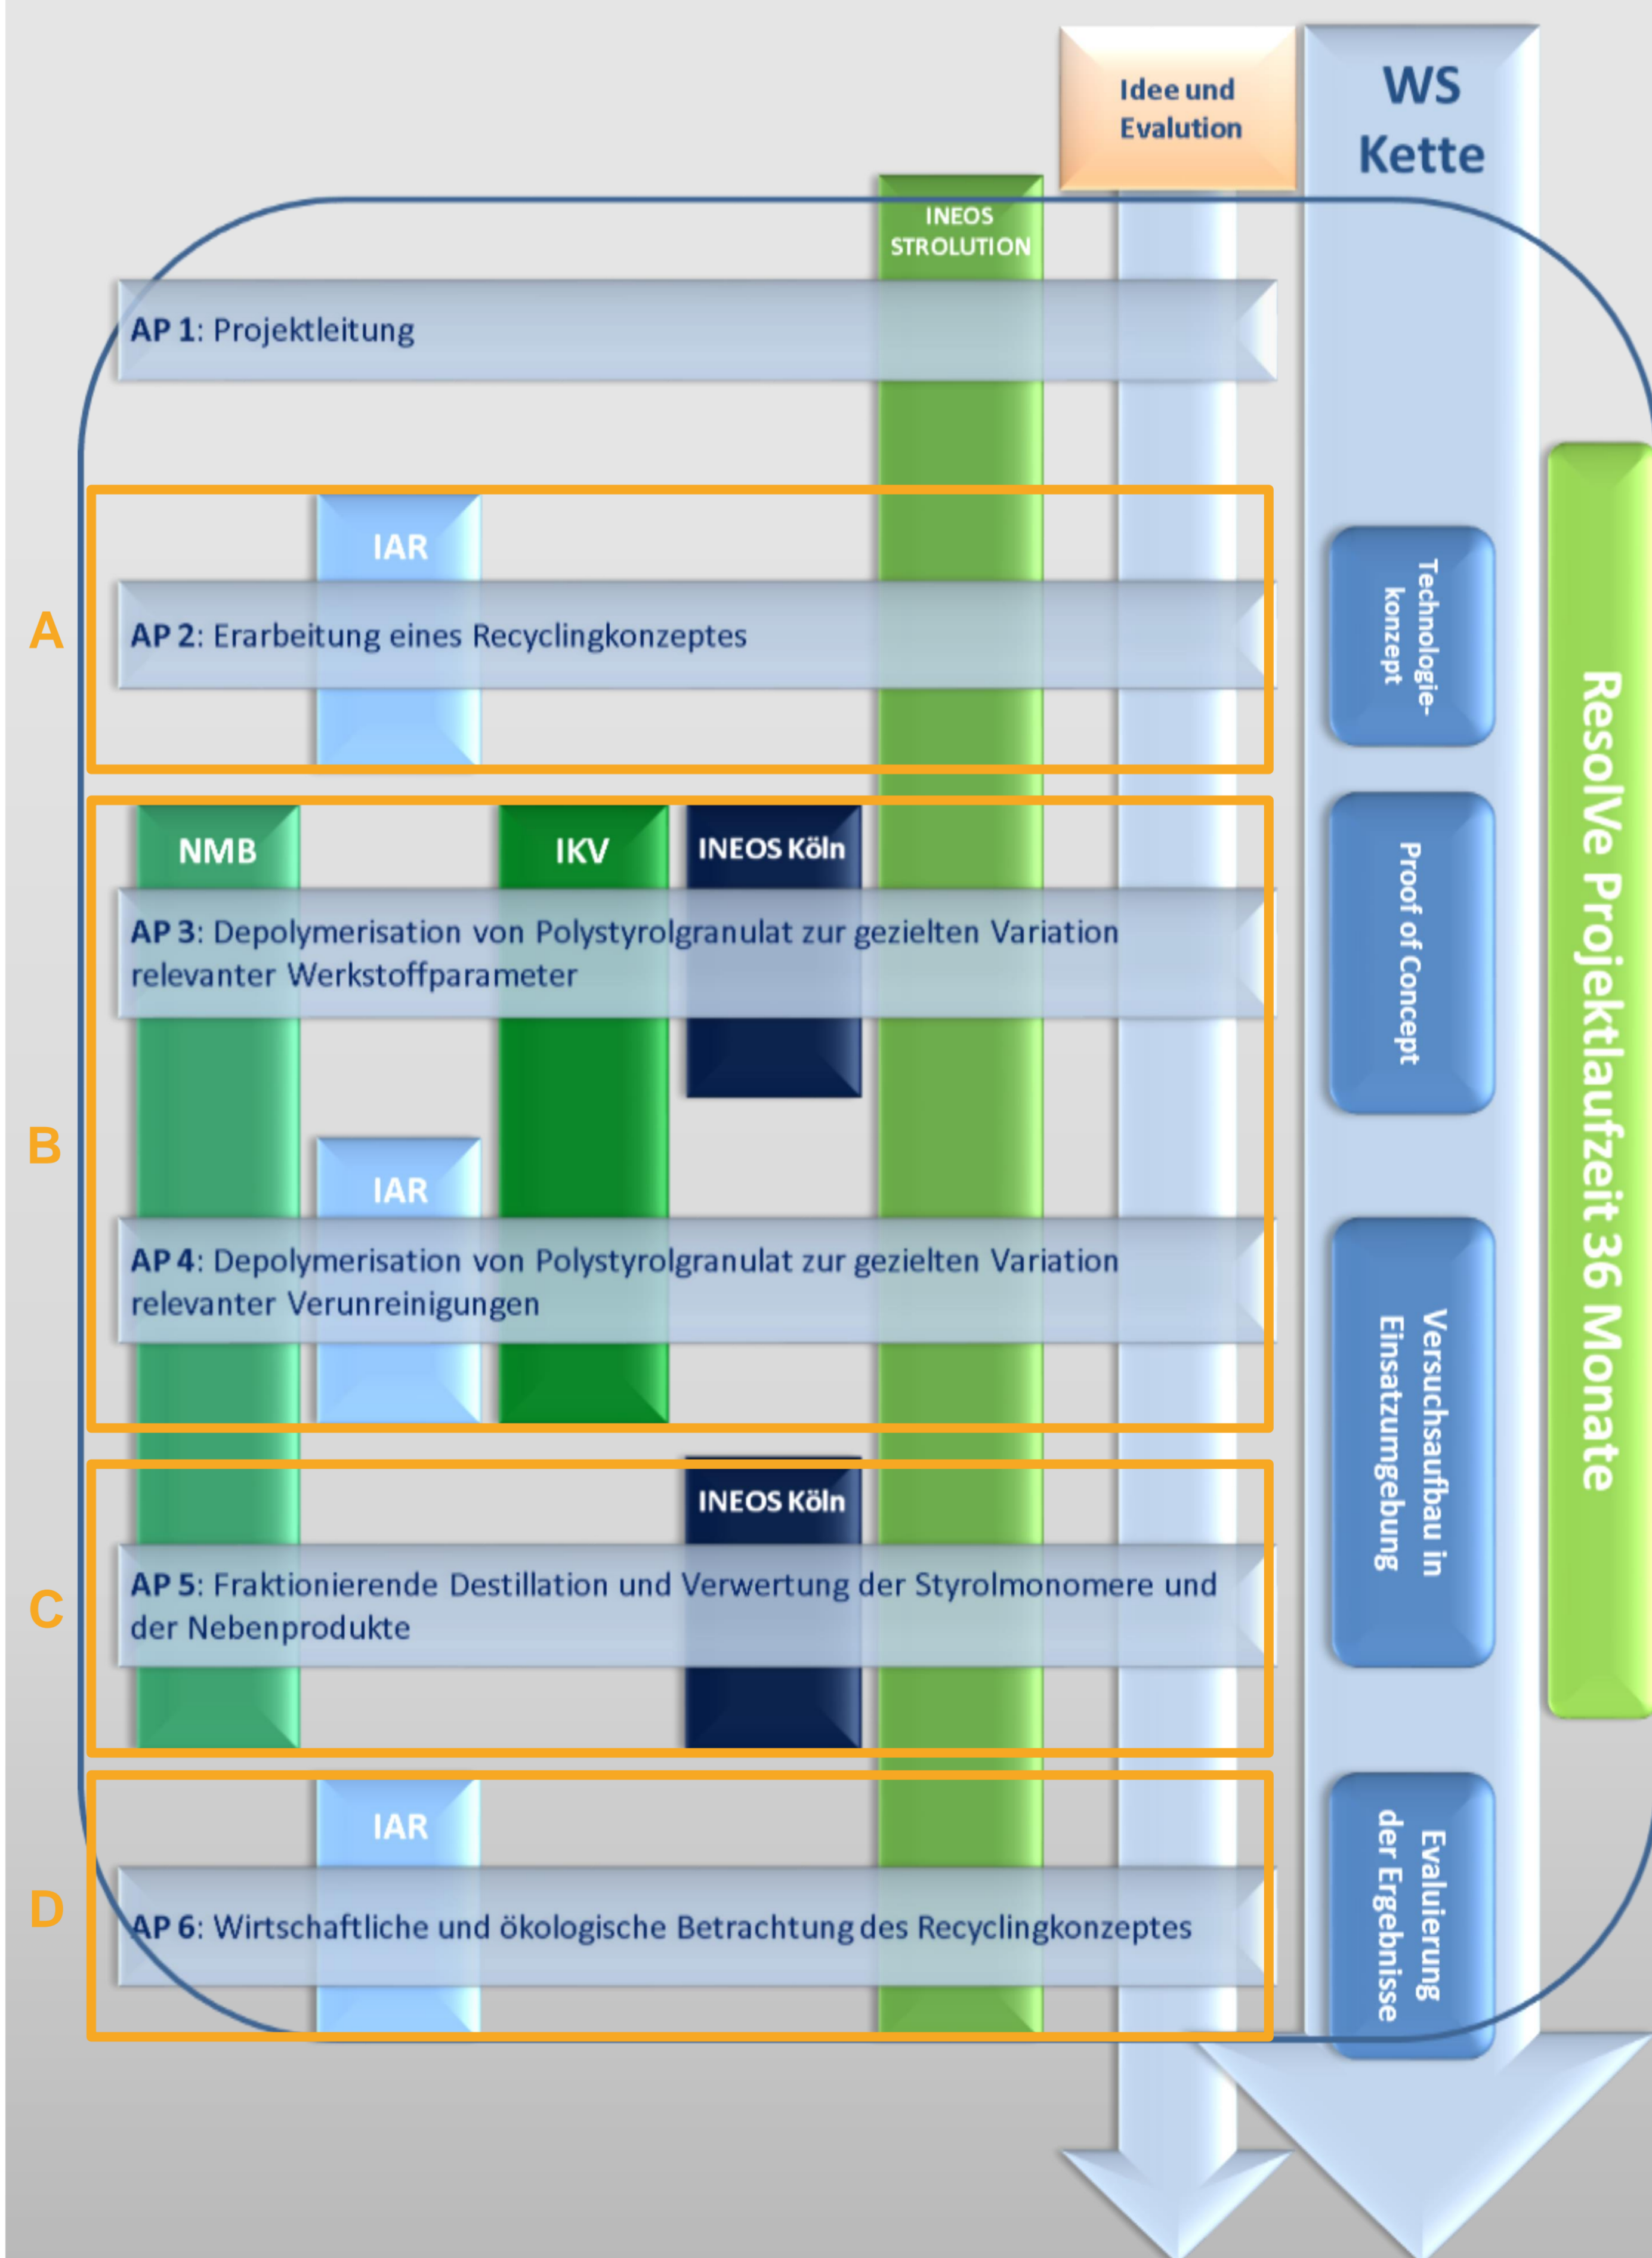 Idee und
Evalution
WS
Kette
INEOS
STROLUTION
AP 1: Projektleitung
A
IAR
AP 2: Erarbeitung eines Recyclingkonzeptes
Technologie-
konzept
B
NMB
IKV
INEOS Köln
AP 3: Depolymerisation von Polystyrolgranulat zur gezielten Variation
relevanter Werkstoffparameter
Proof of Concept
IAR
AP 4: Depolymerisation von Polystyrolgranulat zur gezielten Variation
relevanter Verunreinigungen
Versuchsaufbau in
Einsatzumgebung
C
INEOS Köln
AP 5: Fraktionierende Destillation und Verwertung der Styrolmonomere und
der Nebenprodukte
D
IAR
AP 6: Wirtschaftliche und ökologische Betrachtung des Recyclingkonzeptes
Evaluierung
der Ergebnisse
ResolVe Projektlaufzeit 36 Monate